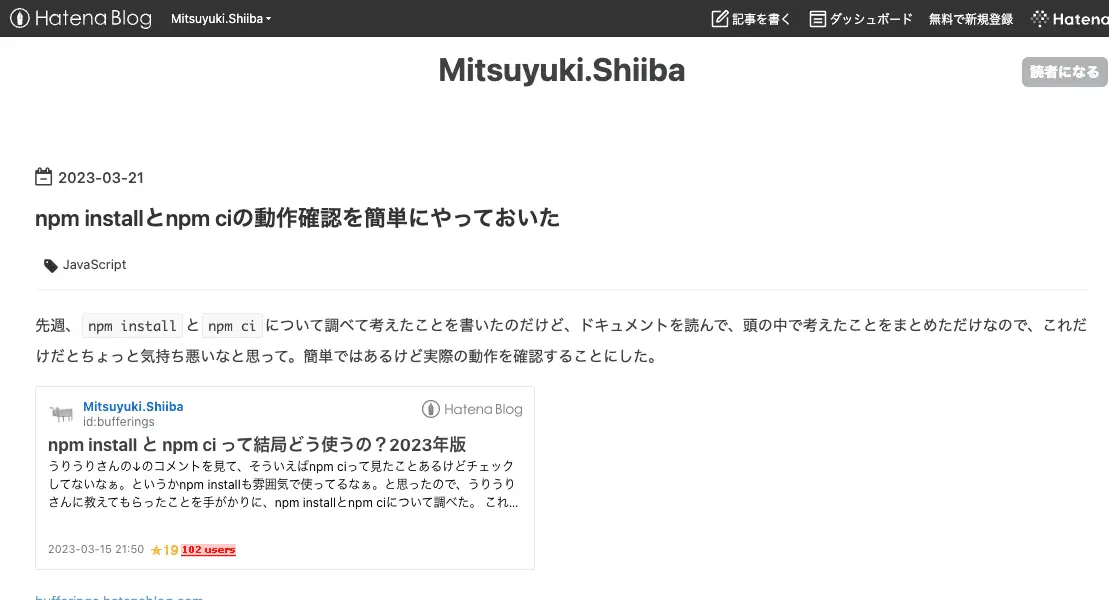 Hatena Blog Mitsuyuki.Shiiba 記事を書く ダッシュボード 無料で新規登録 Hatena
Mitsuyuki.Shiiba
読者になる
2023-03-21
npm installとnpm ciの動作確認を簡単にやっておいた
JavaScript
先週、 npm install と npm ci について調べて考えたことを書いたのだけど、ドキュメントを読んで、頭の中で考えたことをまとめただけなので、これだ
けだとちょっと気持ち悪いなと思って。簡単ではあるけど実際の動作を確認することにした。
Mitsuyuki.Shiiba
Hatena Blog
id:bufferings
npm install と npm ci って結局どう使うの？2023年版
うりうりさんの↓のコメントを見て、そういえばnpm ciって見たことあるけどチェック
してないなぁ。というかnpm installも雰囲気で使ってるなぁ。と思ったので、うりうり
さんに教えてもらったことを手がかりに、npm installとnpm ciについて調べた。 これ...
2023-03-15 21:50 ★19 102 users
bufferings.hatenablog.com